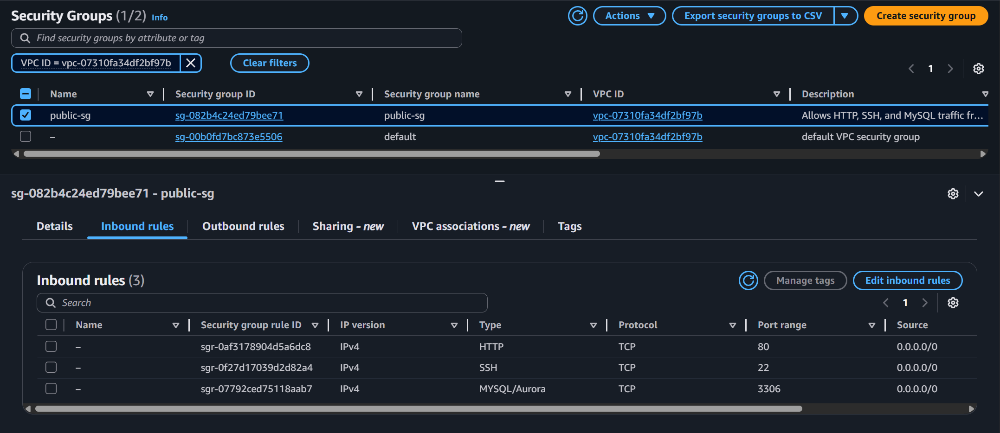 Security Groups (1/2) Info
Actions
Export security groups to CSV
Create security group
Find security groups by attribute or tag
VPC ID = vpc-07310fa34df2bf97b
Clear filters
1
Name Security group ID Security group name VPC ID Description
public-sg sg-082b4c24ed79bee71 public-sg vpc-07310fa34df2bf97b Allows HTTP, SSH, and MySQL traffic fr...
– sg-00b0fd7bc873e5506 default vpc-07310fa34df2bf97b default VPC security group
sg-082b4c24ed79bee71 - public-sg
Details Inbound rules Outbound rules Sharing - new VPC associations - new Tags
Inbound rules (3)
Manage tags
Edit inbound rules
Search
1
Name Security group rule ID IP version Type Protocol Port range Source
– sgr-0af3178904d5a6dc8 IPv4 HTTP TCP 80 0.0.0.0/0
– sgr-0f27d17039d2d82a4 IPv4 SSH TCP 22 0.0.0.0/0
– sgr-07792ced75118aab7 IPv4 MYSQL/Aurora TCP 3306 0.0.0.0/0